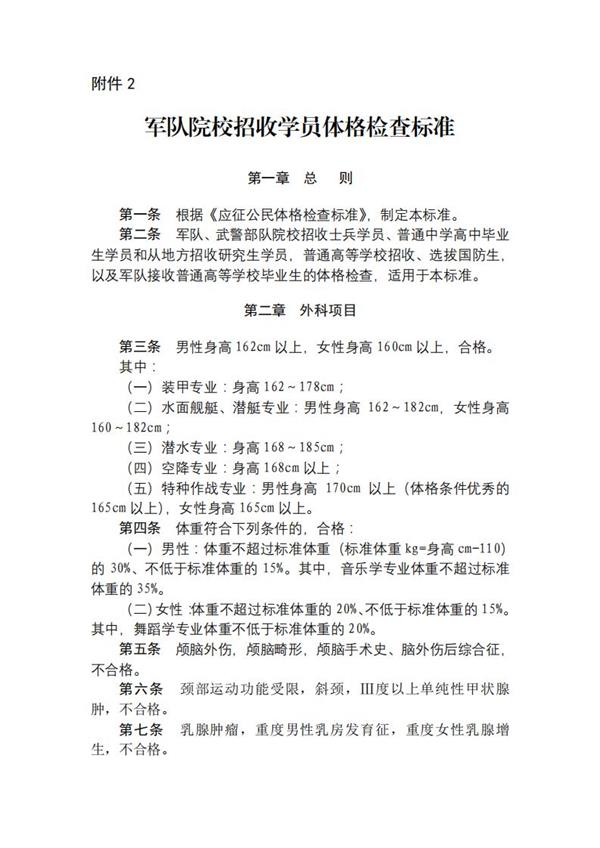 附件 2
军队院校招收学员体格检查标准
第一章 总 则
第一条 根据《应征公民体格检查标准》，制定本标准。
第二条 军队、武警部队院校招收士兵学员、普通中学高中毕业
生学员和从地方招收研究生学员，普通高等学校招收、选拔国防生，
以及军队接收普通高等学校毕业生的体格检查，适用于本标准。
第二章 外科项目
第三条 男性身高 162cm 以上，女性身高 160cm 以上，合格。
其中：
（一）装甲专业：身高 162～178cm；
（二）水面舰艇、潜艇专业：男性身高 162～182cm，女性身高
160～182cm；
（三）潜水专业：身高 168～185cm；
（四）空降专业：身高 168cm 以上；
（五）特种作战专业：男性身高 170cm 以上（体格条件优秀的
165cm 以上），女性身高 165cm 以上。
第四条 体重符合下列条件的，合格：
（一）男性：体重不超过标准体重（标准体重 kg=身高 cm-110）
的 30%、不低于标准体重的 15%。其中，音乐学专业体重不超过标准
体重的 35%。
（二）女性：体重不超过标准体重的 20%、不低于标准体重的 15%。
其中，舞蹈学专业体重不低于标准体重的 20%。
第五条 颅脑外伤，颅脑畸形，颅脑手术史、脑外伤后综合征，
不合格。
第六条 颈部运动功能受限，斜颈，Ⅲ度以上单纯性甲状腺
肿，不合格。
第七条 乳腺肿瘤，重度男性乳房发育征，重度女性乳腺增
生，不合格。